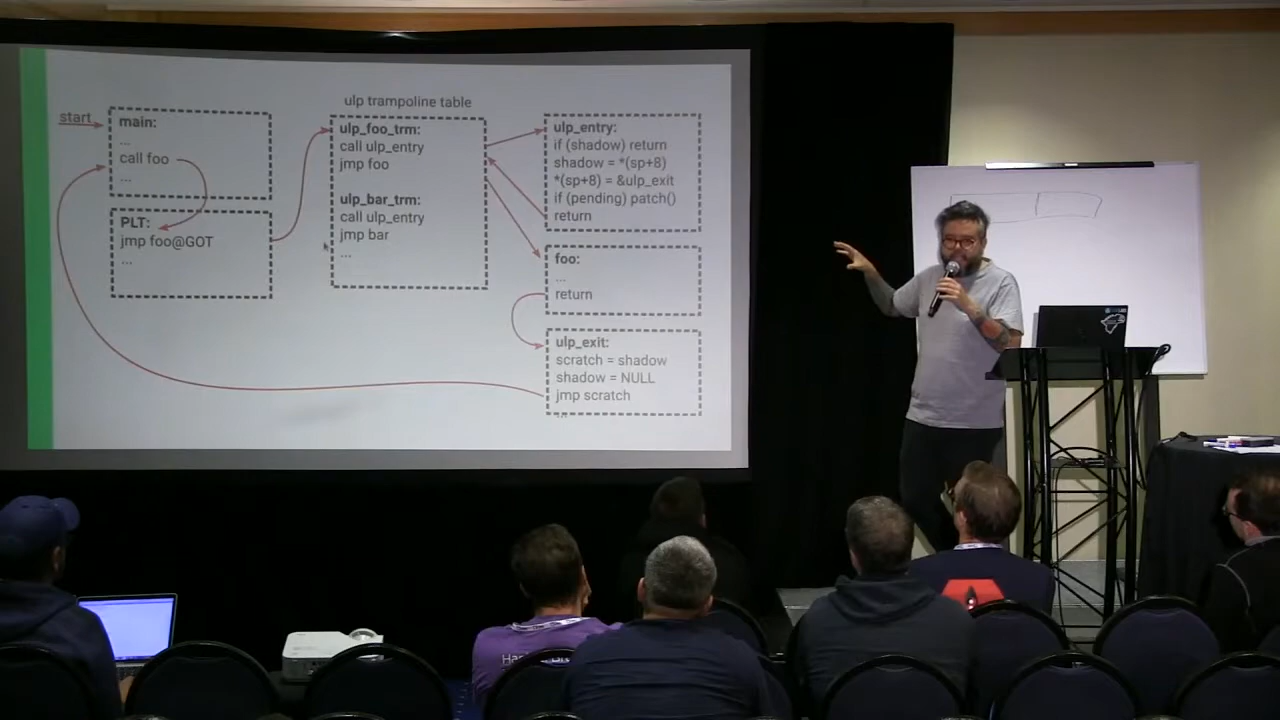 start
main:
...
call foo
...
PLT:
jmp foo@GOT
...
ulp trampoline table
ulp_foo_trm:
call ulp_entry
jmp foo
ulp_bar_trm:
call ulp_entry
jmp bar
...
ulp_entry:
if (shadow) return
shadow = *(sp+8)
*(sp+8) = &ulp_exit
if (pending) patch()
return
foo:
...
return
ulp_exit:
scratch = shadow
shadow = NULL
jmp scratch
...